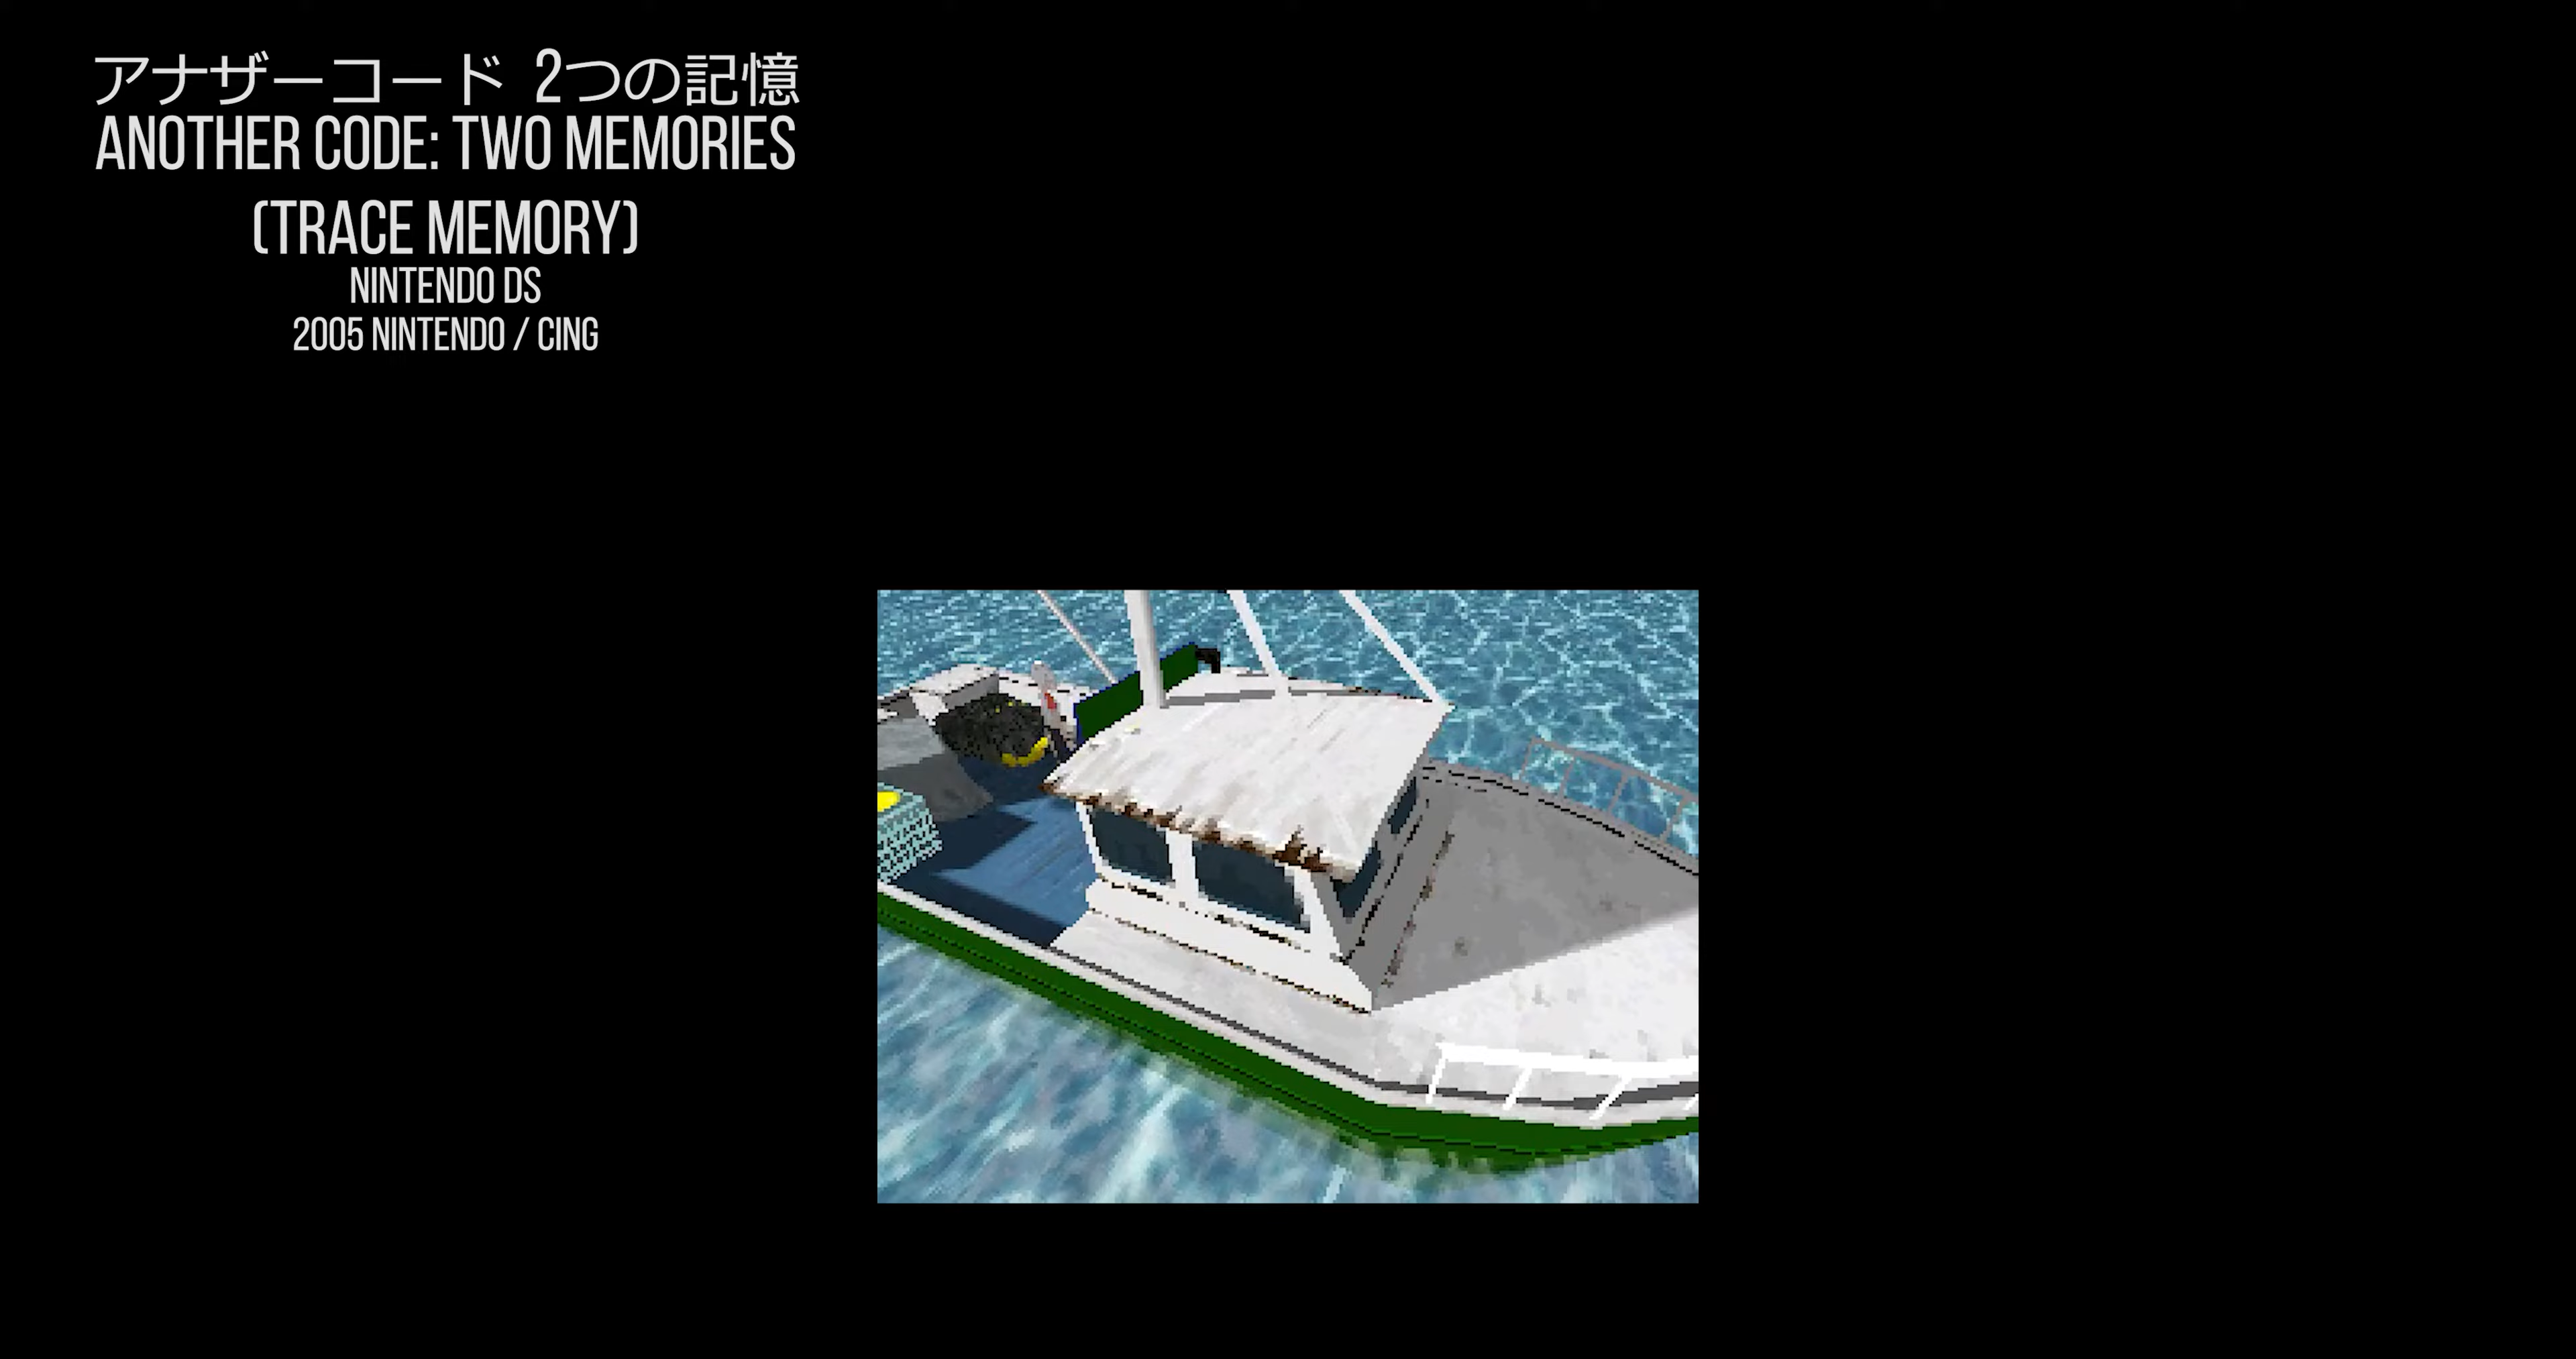 アナザーコード 2つの記憶
ANOTHER CODE: TWO MEMORIES
(TRACE MEMORY)
NINTENDO DS
2005 NINTENDO / CING